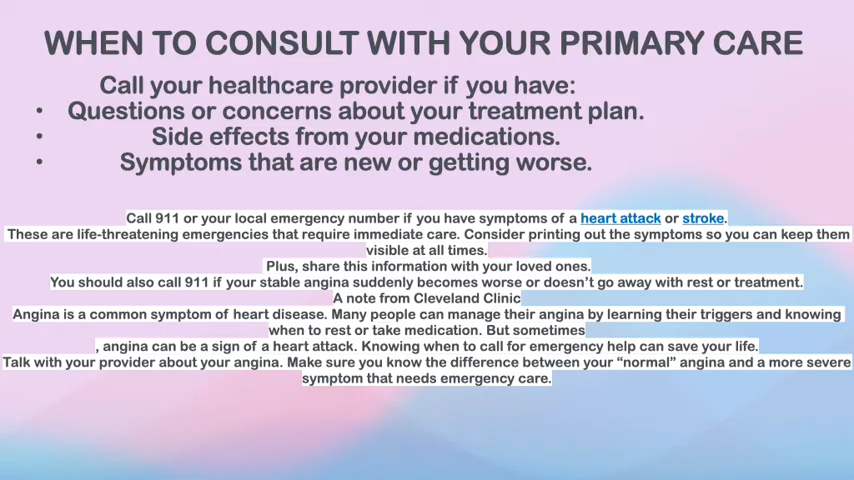 WHEN TO CONSULT WITH YOUR PRIMARY CARE
Call your healthcare provider if you have:
• Questions or concerns about your treatment plan.
• Side effects from your medications.
• Symptoms that are new or getting worse.
Call 911 or your local emergency number if you have symptoms of a heart attack or stroke.
These are life-threatening emergencies that require immediate care. Consider printing out the symptoms so you can keep them
visible at all times.
Plus, share this information with your loved ones.
You should also call 911 if your stable angina suddenly becomes worse or doesn’t go away with rest or treatment.
A note from Cleveland Clinic
Angina is a common symptom of heart disease. Many people can manage their angina by learning their triggers and knowing
when to rest or take medication. But sometimes
, angina can be a sign of a heart attack. Knowing when to call for emergency help can save your life.
Talk with your provider about your angina. Make sure you know the difference between your “normal” angina and a more severe
symptom that needs emergency care.